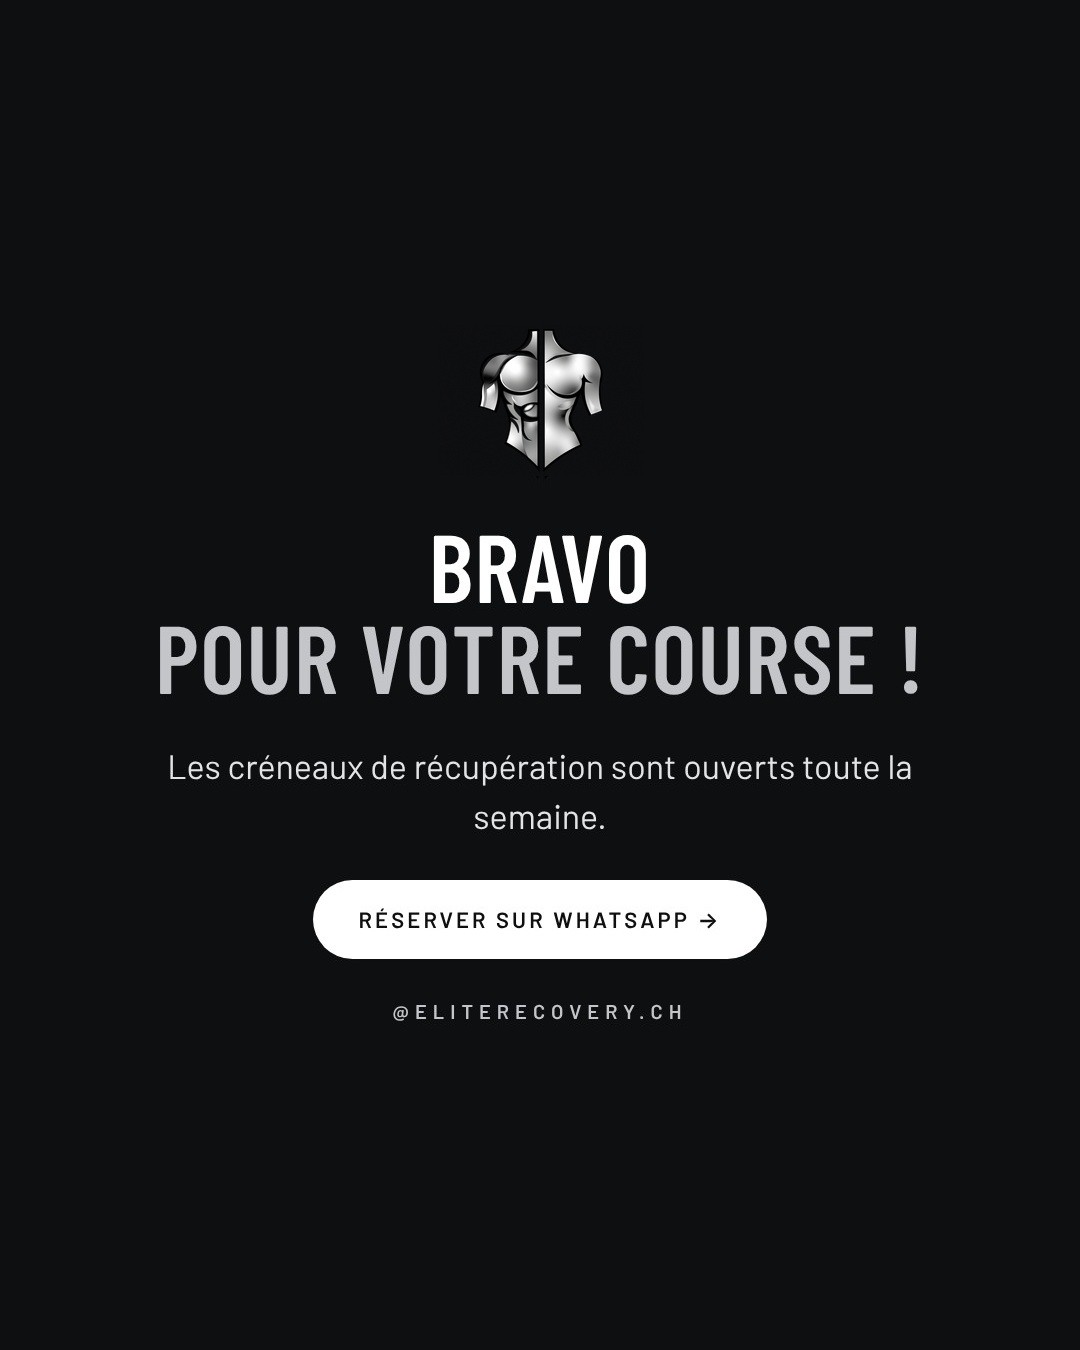 BRAVO
POUR VOTRE COURSE !
Les créneaux de récupération sont ouverts toute la
semaine.
RÉSERVER SUR WHATSAPP →
@ELITERECOVERY.CH